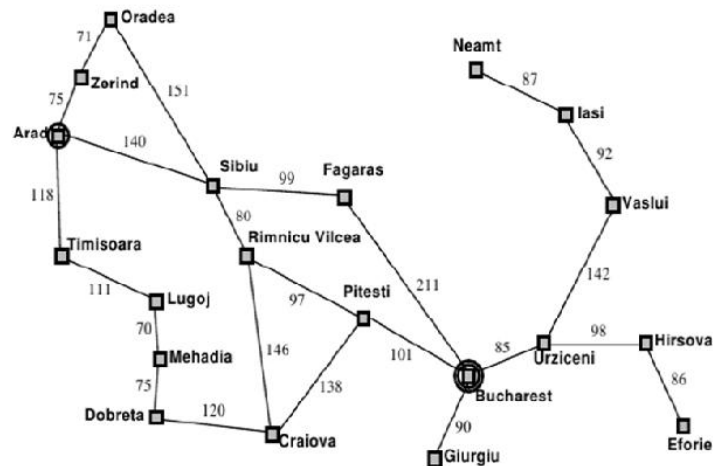 Oradea
71
Neamt
Zerind
87
75
151
Iasi
Arad
140
92
Sibiu
99
Fagaras
118
80
Vaslui
Timisoara
Rimnicu Vilcea
142
111
211
Lugoj
97
Pitesti
70
98
Hirsova
146
85
Mehadia
101
Urziceni
138
86
75
Bucharest
120
Dobreta
90
Craiova
Eforie
Giurgiu